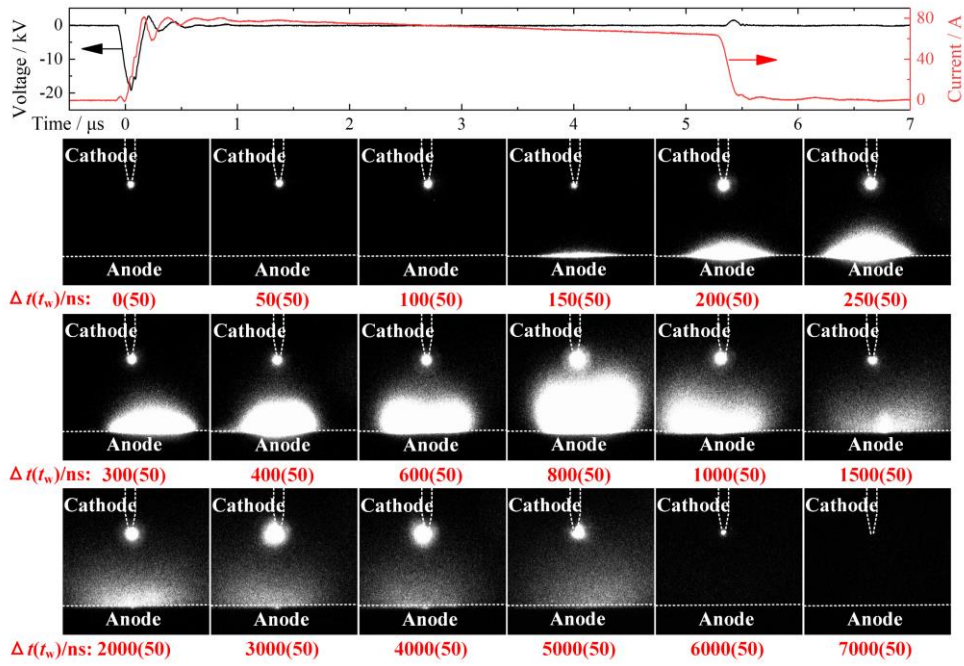 Voltage / kV
0
-10
-20
80
40
0
Current / A
Time / μs 0 1 2 3 4 5 6 7
Cathode Cathode Cathode Cathode Cathode Cathode
Anode Anode Anode Anode Anode Anode
Δt(tw)/ns: 0(50) 50(50) 100(50) 150(50) 200(50) 250(50)
Cathode Cathode Cathode Cathode Cathode Cathode
Anode Anode Anode Anode Anode Anode
Δt(tw)/ns: 300(50) 400(50) 600(50) 800(50) 1000(50) 1500(50)
Cathode Cathode Cathode Cathode Cathode Cathode
Anode Anode Anode Anode Anode Anode
Δt(tw)/ns: 2000(50) 3000(50) 4000(50) 5000(50) 6000(50) 7000(50)